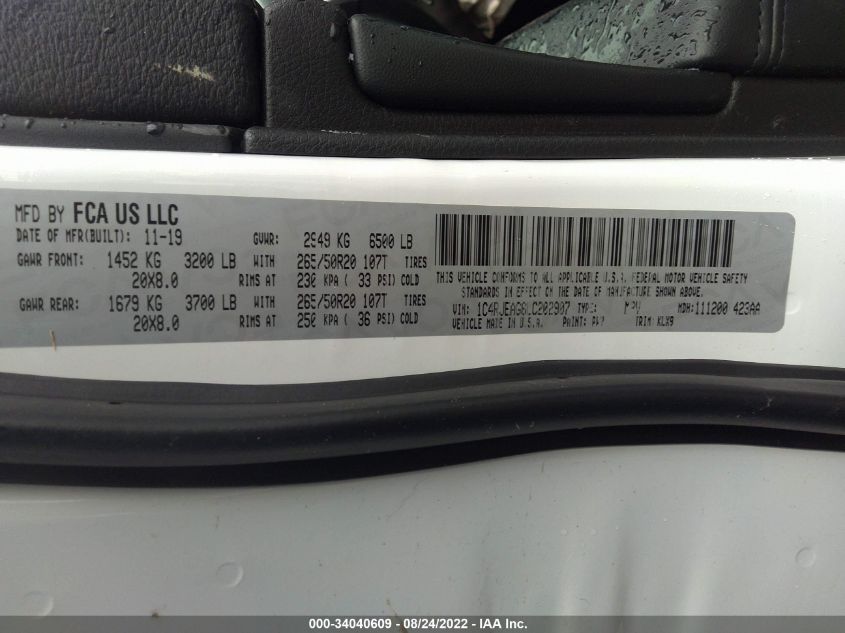 MFD BY FCA US LLC
DATE OF MFR(BUILT): 11-19 GVWR: 2949 KG 6500 LB
GAWR FRONT: 1452 KG 3200 LB WITH 265/50R20 107T TIRES
20X8.0 RIMS AT 230 KPA ( 33 PSI) COLD
GAWR REAR: 1679 KG 3700 LB WITH 265/50R20 107T TIRES
20X8.0 RIMS AT 250 KPA ( 36 PSI) COLD
THIS VEHICLE CONFORMS TO ALL APPLICABLE U.S.A. FEDERAL MOTOR VEHICLE SAFETY
STANDARDS IN EFFECT ON THE DATE OF MANUFACTURE SHOWN ABOVE.
VIN: 1C4RJEAG6LC202907 TYPE: MPV MDH: 111200 423AA
VEHICLE MADE IN U.S.A. PAINT: PW7 TRIM: KLX9
000-34040609 - 08/24/2022 - IAA Inc.